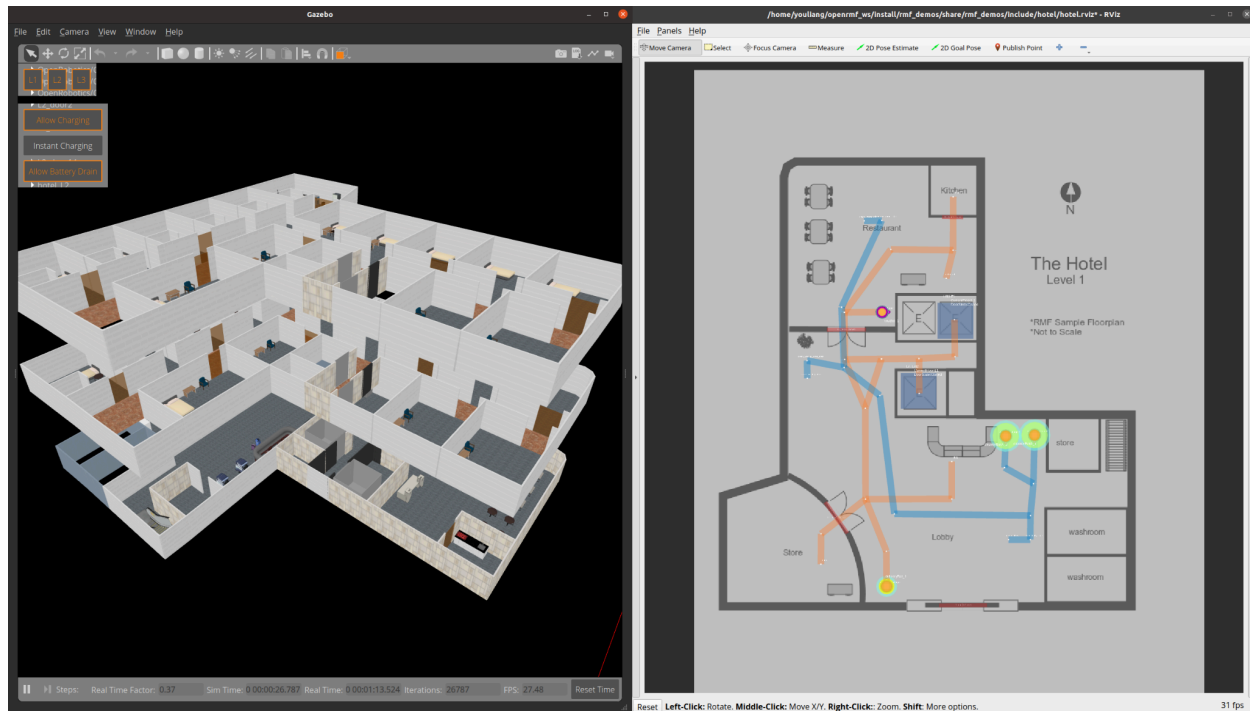 Gazebo
File Edit Camera View Window Help
L1 L2 L3
OpenRobotics/C
L2_door2
Allow Charging
Instant Charging
Allow Battery Drain
hotel_L2
Steps: Real Time Factor: 0.37 Sim Time: 0 00:00:26.787 Real Time: 0 00:01:13.524 Iterations: 26787 FPS: 27.48 Reset Time
/home/youliang/openrmf_ws/install/rmf_demos/share/rmf_demos/include/hotel/hotel.rviz* - RViz
File Panels Help
Move Camera Select Focus Camera Measure 2D Pose Estimate 2D Goal Pose Publish Point
Kitchen
Restaurant
N
The Hotel
Level 1
*RMF Sample Floorplan
*Not to Scale
E
store
washroom
Lobby
Store
washroom
Reset Left-Click: Rotate. Middle-Click: Move X/Y. Right-Click:: Zoom. Shift: More options. 31 fps